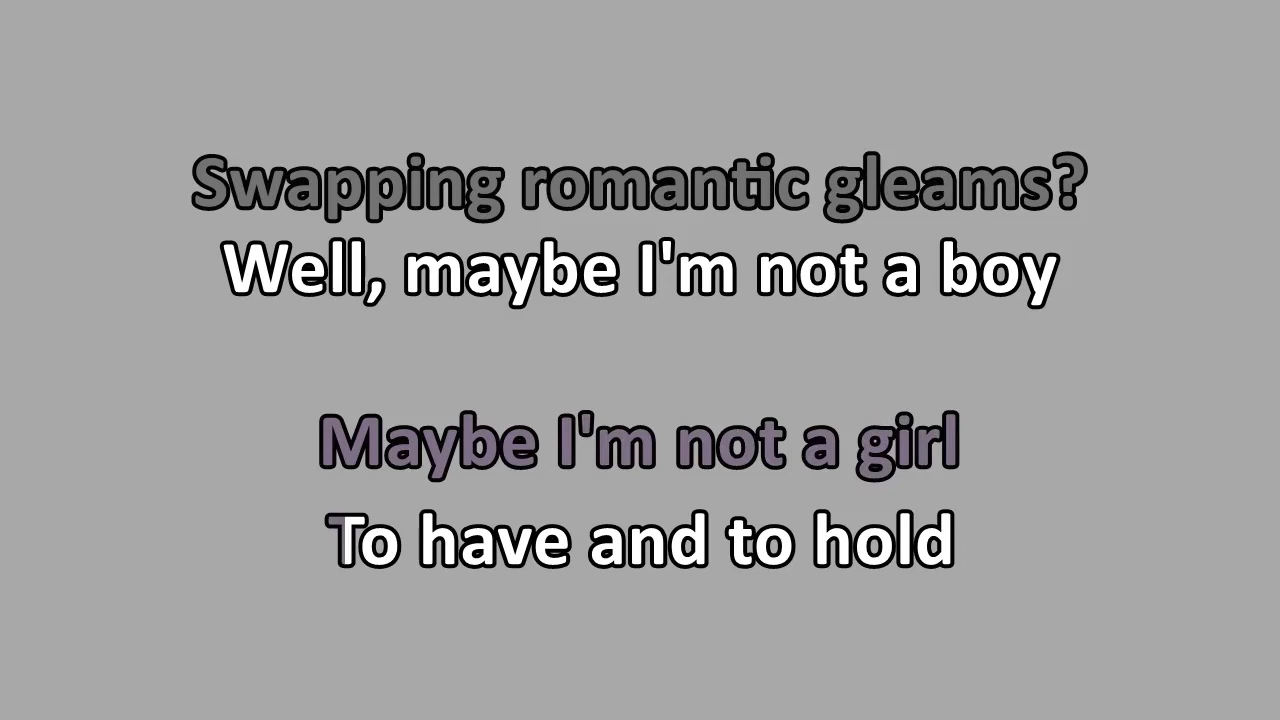 Swapping romantic gleams?
Well, maybe I'm not a boy
Maybe I'm not a girl
To have and to hold